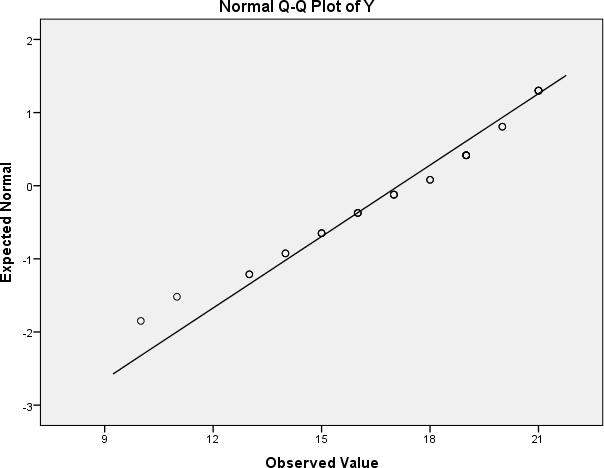 Normal Q-Q Plot of Y
Expected Normal
2
1
0
-1
-2
-3
9 12 15 18 21
Observed Value